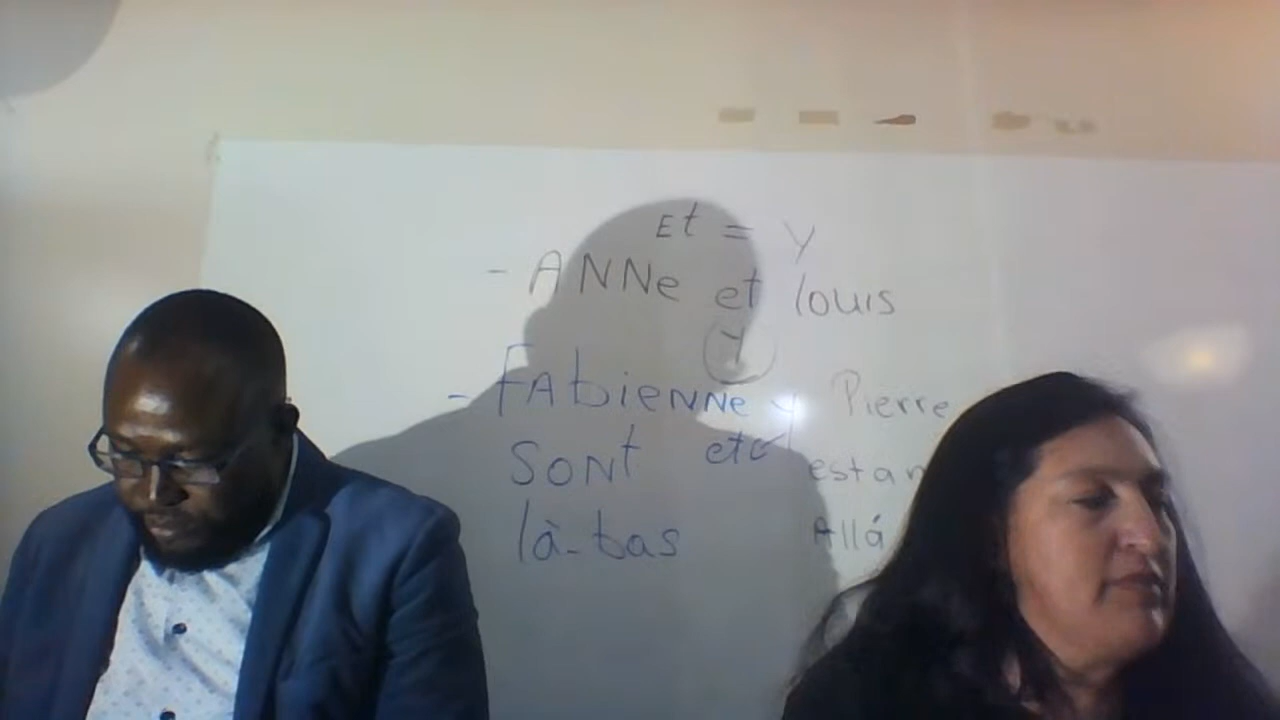 Et = y
- ANNe et louis
y
- FAbienne y Pierre
et
SONt estan
là-bas Allá